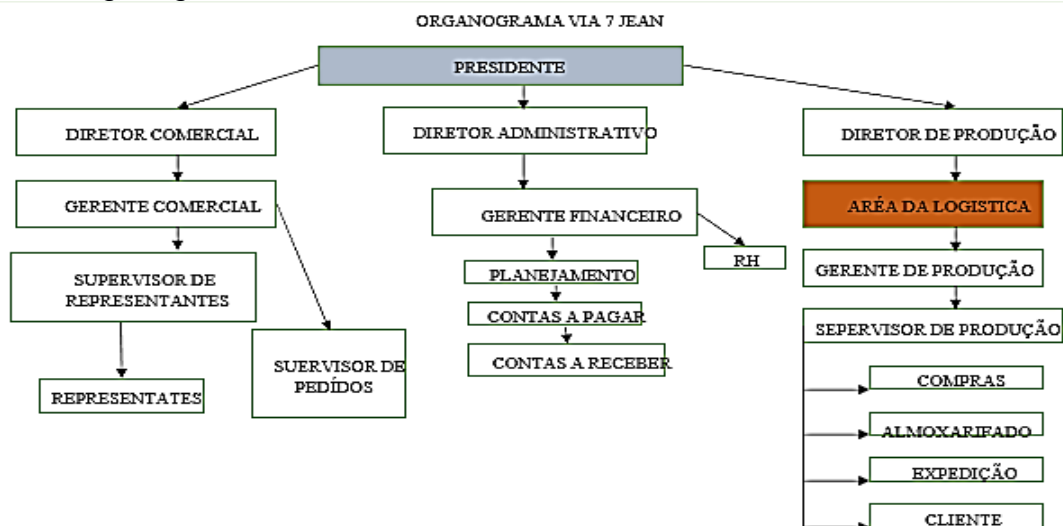 ORGANOGRAMA VIA 7 JEAN
PRESIDENTE
DIRETOR COMERCIAL
DIRETOR ADMINISTRATIVO
DIRETOR DE PRODUÇÃO
GERENTE COMERCIAL
GERENTE FINANCEIRO
ARÉA DA LOGISTICA
RH
SUPERVISOR DE
REPRESENTANTES
PLANEJAMENTO
GERENTE DE PRODUÇÃO
CONTAS A PAGAR
SEPERVISOR DE PRODUÇÃO
CONTAS A RECEBER
SUERVISOR DE
PEDÍDOS
REPRESENTATES
COMPRAS
ALMOXARIFADO
EXPEDIÇÃO
CLIENTE